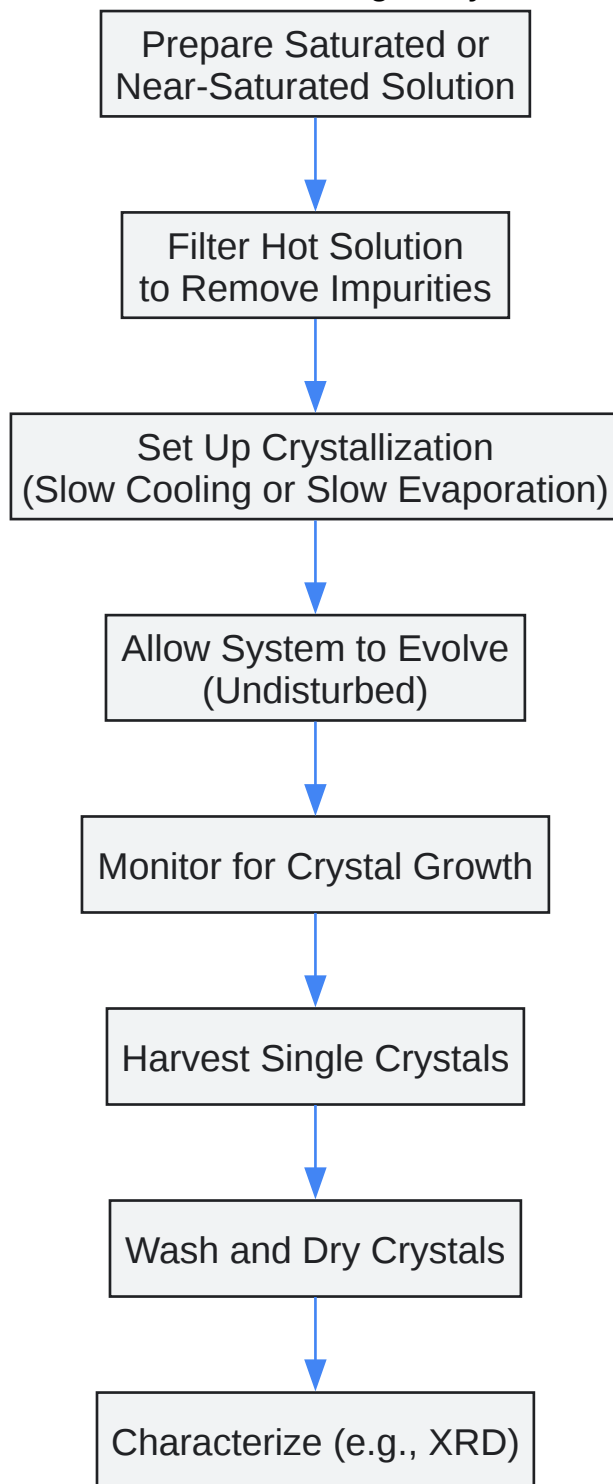 Prepare Saturated or
Near-Saturated Solution
Filter Hot Solution
to Remove Impurities
Set Up Crystallization
(Slow Cooling or Slow Evaporation)
Allow System to Evolve
(Undisturbed)
Monitor for Crystal Growth
Harvest Single Crystals
Wash and Dry Crystals
Characterize (e.g., XRD)